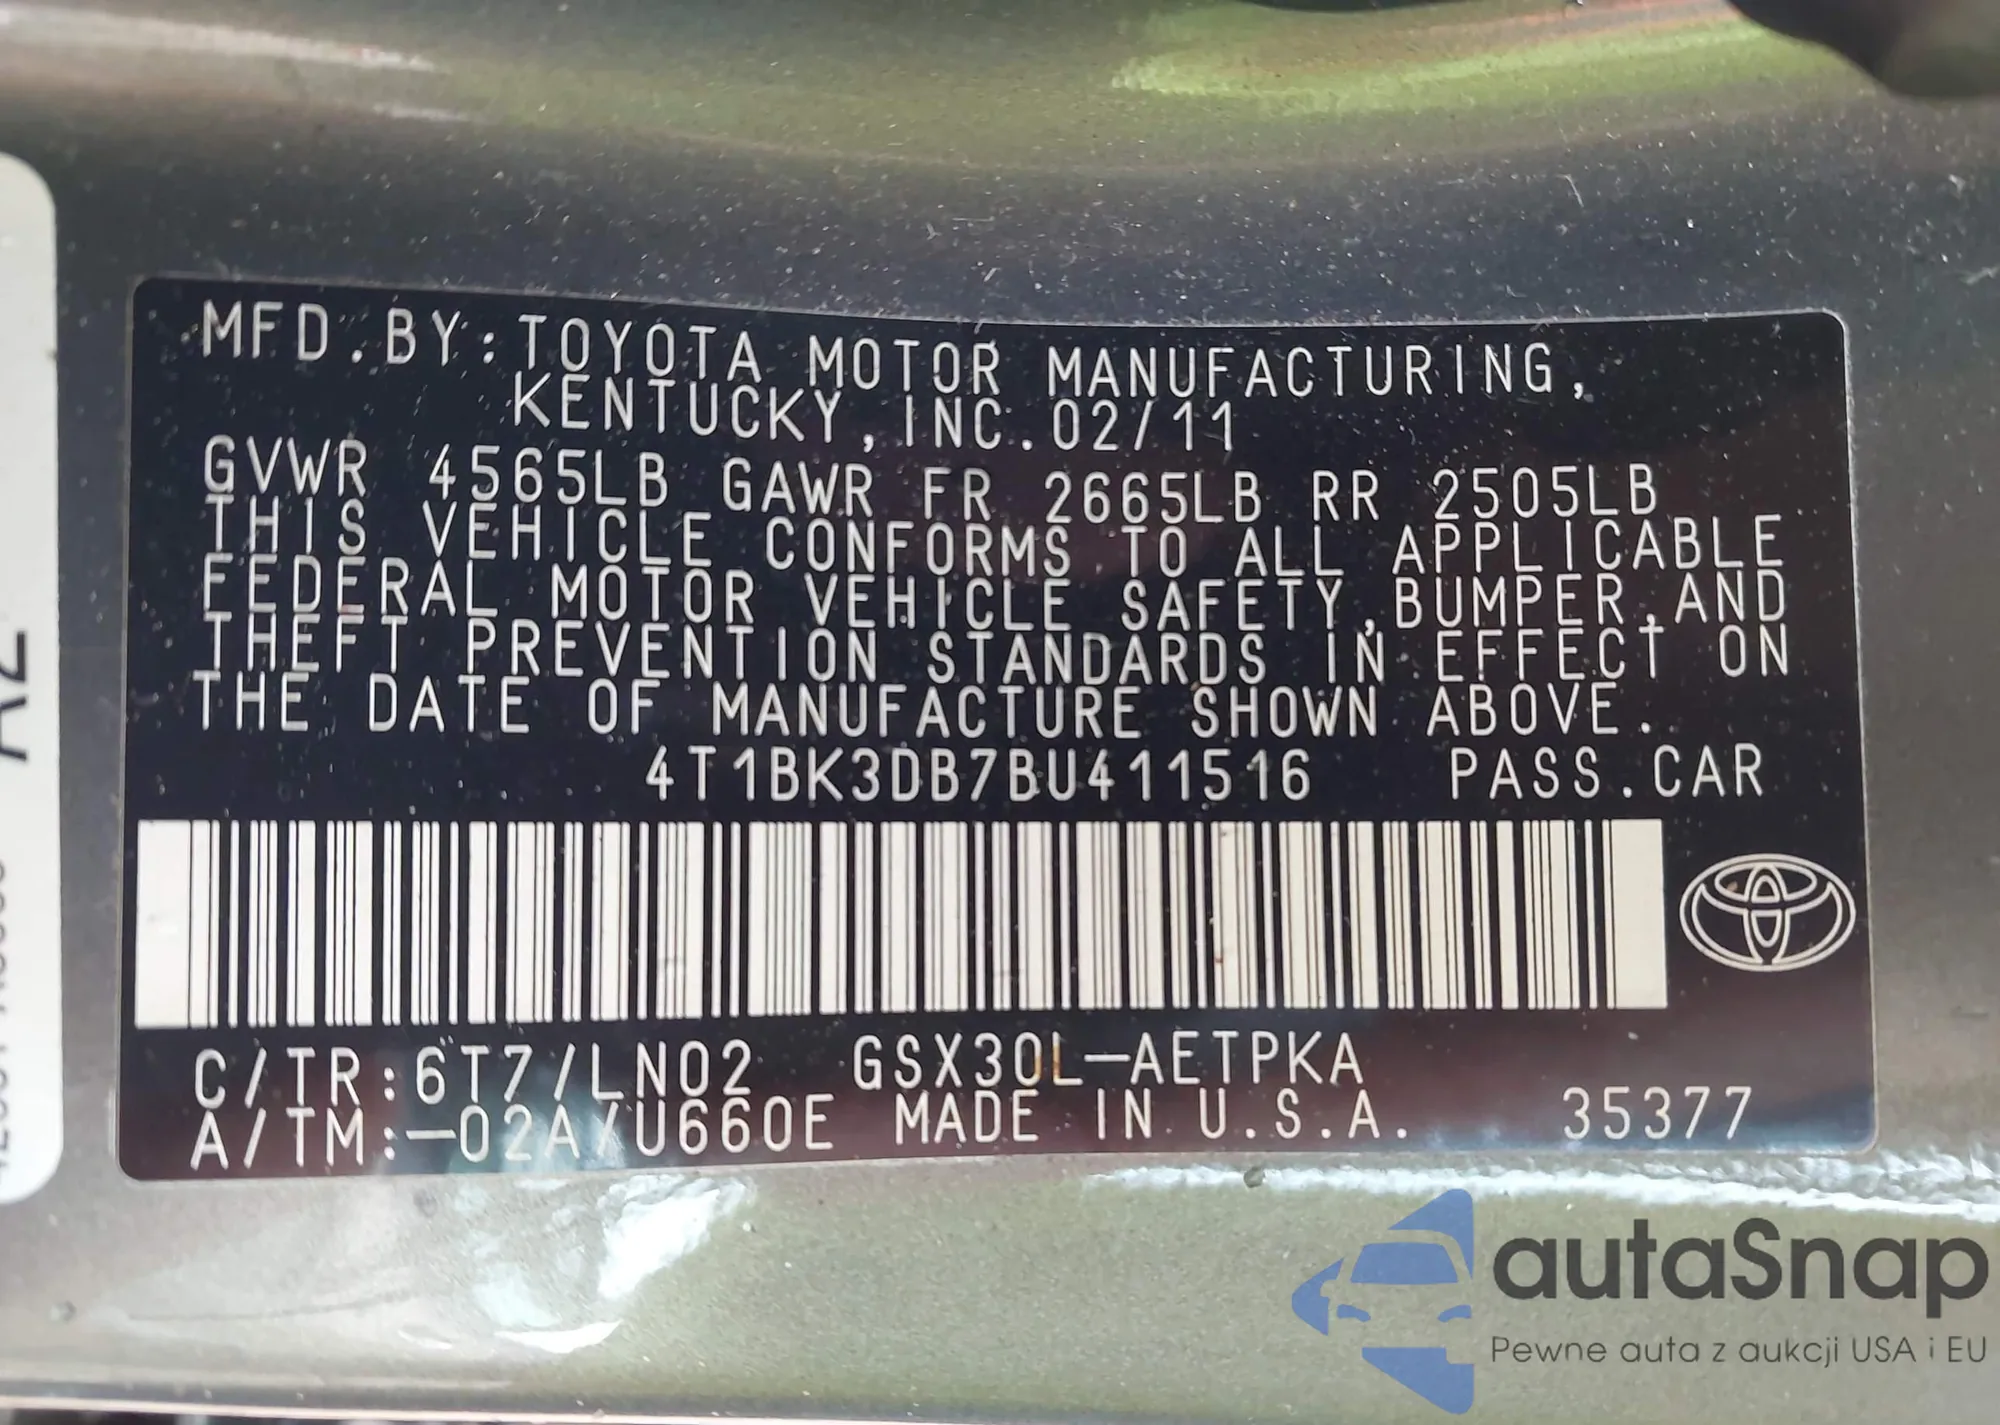 MFD.BY:TOYOTA MOTOR MANUFACTURING,
KENTUCKY,INC.02/11
GVWR 4565LB GAWR FR 2665LB RR 2505LB
THIS VEHICLE CONFORMS TO ALL APPLICABLE
FEDERAL MOTOR VEHICLE SAFETY,BUMPER,AND
THEFT PREVENTION STANDARDS IN EFFECT ON
THE DATE OF MANUFACTURE SHOWN ABOVE.
4T1BK3DB7BU411516 PASS.CAR
C/TR:6T7/LN02 GSX30L-AETPKA
A/TM:-02A/U660E MADE IN U.S.A. 35377
A2
autaSnap
Pewne auta z aukcji USA i EU